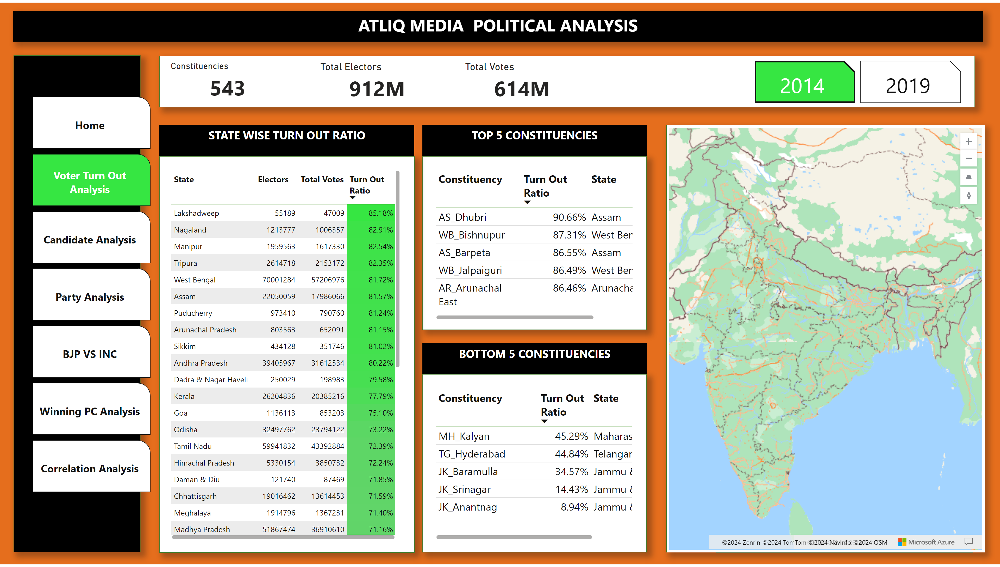 ATLIQ MEDIA POLITICAL ANALYSIS
Constituencies
543
Total Electors
912M
Total Votes
614M
2014
2019
Home
Voter Turn Out
Analysis
Candidate Analysis
Party Analysis
BJP VS INC
Winning PC Analysis
Correlation Analysis
STATE WISE TURN OUT RATIO
State Electors Total Votes Turn Out
Ratio
Lakshadweep 55189 47009 85.18%
Nagaland 1213777 1006357 82.91%
Manipur 1959563 1617330 82.54%
Tripura 2614718 2153172 82.35%
West Bengal 70001284 57206976 81.72%
Assam 22050059 17986066 81.57%
Puducherry 973410 790760 81.24%
Arunachal Pradesh 803563 652091 81.15%
Sikkim 434128 351746 81.02%
Andhra Pradesh 39405967 31612534 80.22%
Dadra & Nagar Haveli 250029 198983 79.58%
Kerala 26204836 20385216 77.79%
Goa 1136113 853203 75.10%
Odisha 32497762 23794122 73.22%
Tamil Nadu 59941832 43392884 72.39%
Himachal Pradesh 5330154 3850732 72.24%
Daman & Diu 121740 87469 71.85%
Chhattisgarh 19016462 13614453 71.59%
Meghalaya 1914796 1367231 71.40%
Madhya Pradesh 51867474 36910610 71.16%
TOP 5 CONSTITUENCIES
Constituency Turn Out State
Ratio
AS_Dhubri 90.66% Assam
WB_Bishnupur 87.31% West Ber
AS_Barpeta 86.55% Assam
WB_Jalpaiguri 86.49% West Ber
AR_Arunachal 86.46% Arunacha
East
BOTTOM 5 CONSTITUENCIES
Constituency Turn Out State
Ratio
MH_Kalyan 45.29% Maharas
TG_Hyderabad 44.84% Telangar
JK_Baramulla 34.57% Jammu &
JK_Srinagar 14.43% Jammu &
JK_Anantnag 8.94% Jammu &
©2024 Zenrin ©2024 TomTom ©2024 NavInfo ©2024 OSM Microsoft Azure